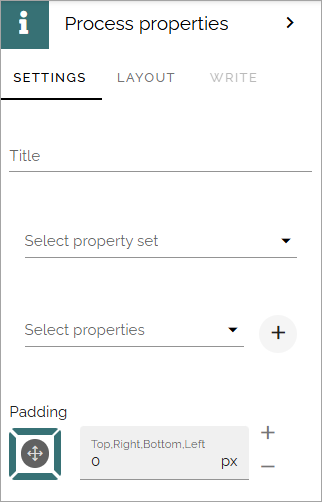 Process properties
SETTINGS LAYOUT WRITE
Title
Select property set
Select properties
Padding
Top,Right,Bottom,Left
0 px